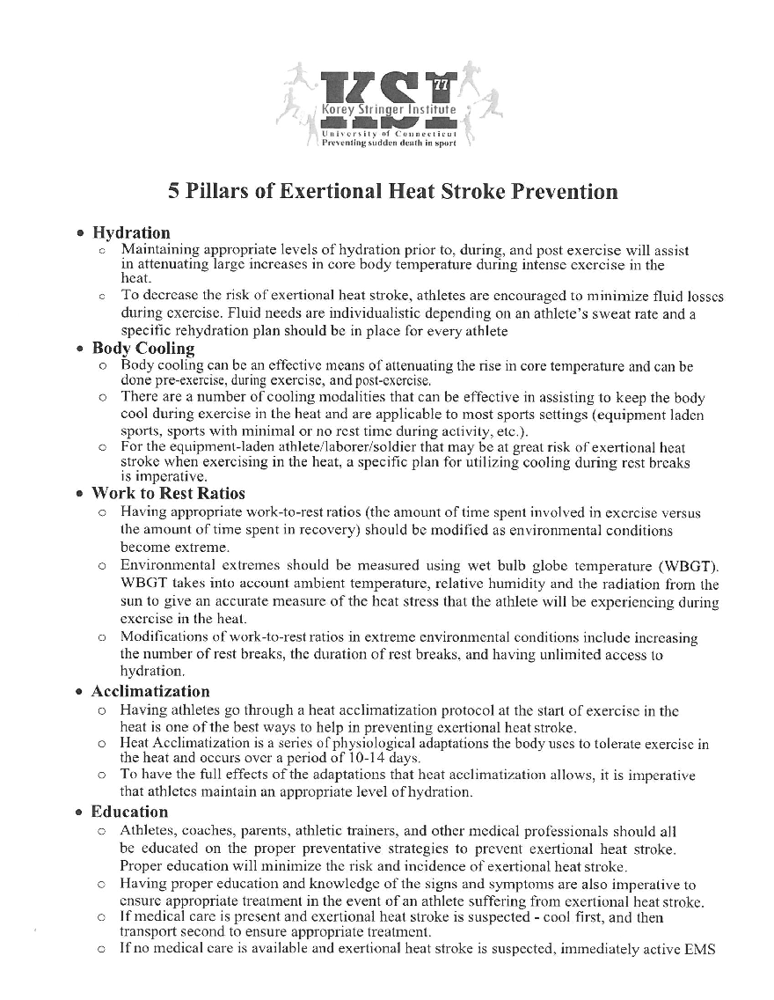 KSI
77
Korey Stringer Institute
University of Connecticut
Preventing sudden death in sport
5 Pillars of Exertional Heat Stroke Prevention
• Hydration
o Maintaining appropriate levels of hydration prior to, during, and post exercise will assist
in attenuating large increases in core body temperature during intense exercise in the
heat.
o To decrease the risk of exertional heat stroke, athletes are encouraged to minimize fluid losses
during exercise. Fluid needs are individualistic depending on an athlete's sweat rate and a
specific rehydration plan should be in place for every athlete
• Body Cooling
o Body cooling can be an effective means of attenuating the rise in core temperature and can be
done pre-exercise, during exercise, and post-exercise.
o There are a number of cooling modalities that can be effective in assisting to keep the body
cool during exercise in the heat and are applicable to most sports settings (equipment laden
sports, sports with minimal or no rest time during activity, etc.).
o For the equipment-laden athlete/laborer/soldier that may be at great risk of exertional heat
stroke when exercising in the heat, a specific plan for utilizing cooling during rest breaks
is imperative.
• Work to Rest Ratios
o Having appropriate work-to-rest ratios (the amount of time spent involved in exercise versus
the amount of time spent in recovery) should be modified as environmental conditions
become extreme.
o Environmental extremes should be measured using wet bulb globe temperature (WBGT).
WBGT takes into account ambient temperature, relative humidity and the radiation from the
sun to give an accurate measure of the heat stress that the athlete will be experiencing during
exercise in the heat.
o Modifications of work-to-rest ratios in extreme environmental conditions include increasing
the number of rest breaks, the duration of rest breaks, and having unlimited access to
hydration.
• Acclimatization
o Having athletes go through a heat acclimatization protocol at the start of exercise in the
heat is one of the best ways to help in preventing exertional heat stroke.
o Heat Acclimatization is a series of physiological adaptations the body uses to tolerate exercise in
the heat and occurs over a period of 10-14 days.
o To have the full effects of the adaptations that heat acclimatization allows, it is imperative
that athletes maintain an appropriate level of hydration.
• Education
o Athletes, coaches, parents, athletic trainers, and other medical professionals should all
be educated on the proper preventative strategies to prevent exertional heat stroke.
Proper education will minimize the risk and incidence of exertional heat stroke.
o Having proper education and knowledge of the signs and symptoms are also imperative to
ensure appropriate treatment in the event of an athlete suffering from exertional heat stroke.
o If medical care is present and exertional heat stroke is suspected - cool first, and then
transport second to ensure appropriate treatment.
o If no medical care is available and exertional heat stroke is suspected, immediately active EMS